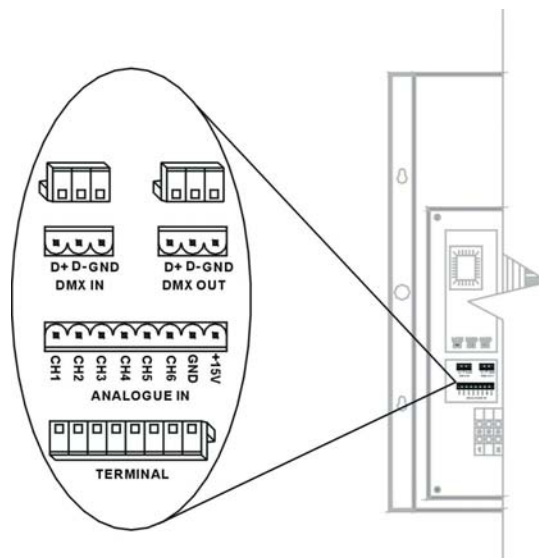 D+ D-GND
DMX IN
D+ D-GND
DMX OUT
CH1
CH2
CH3
CH4
CH5
CH6
GND
+15V
ANALOGUE IN
TERMINAL